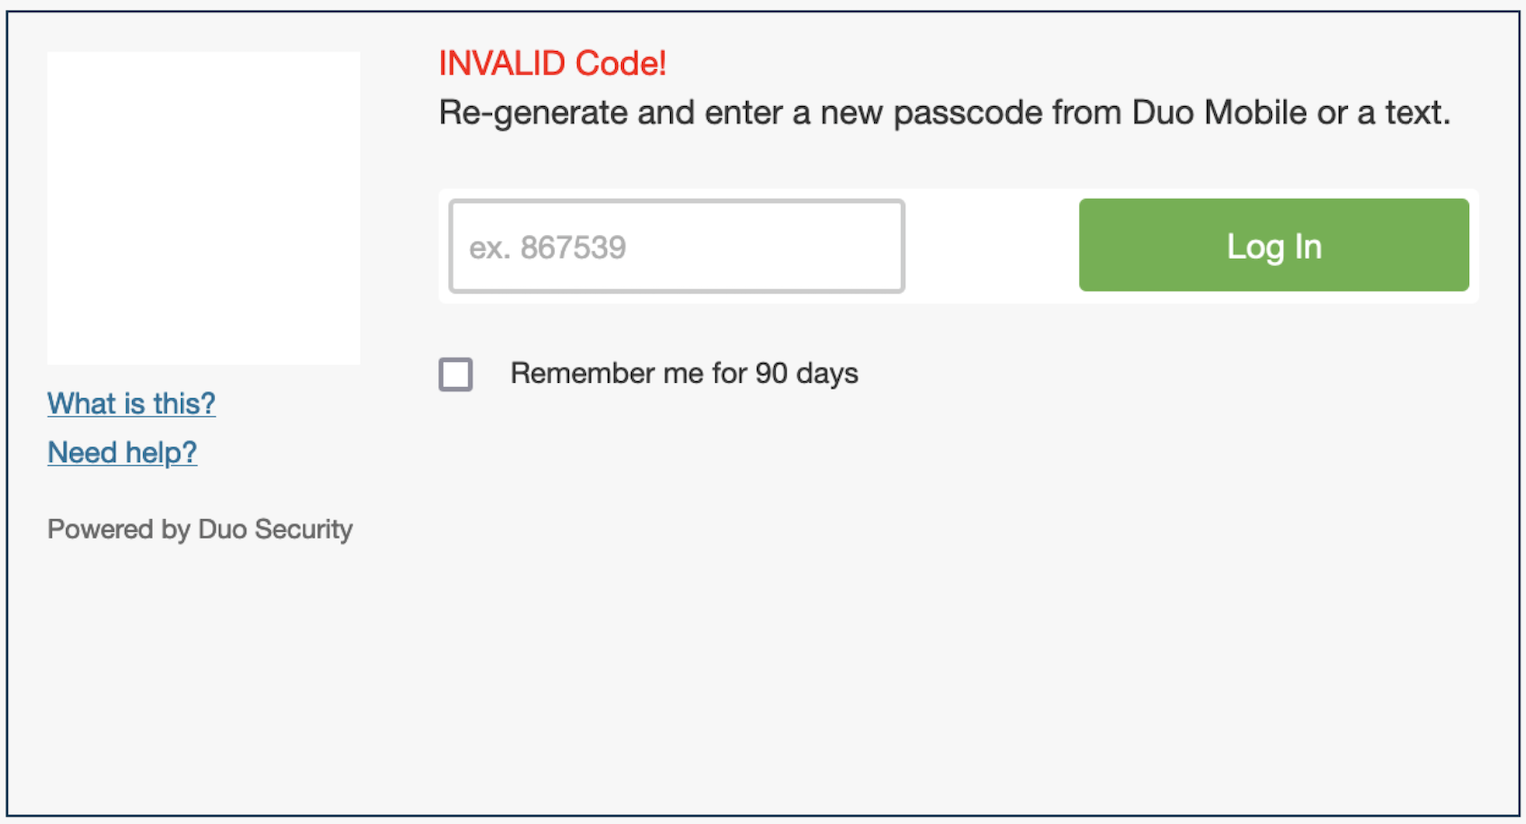 INVALID Code!
Re-generate and enter a new passcode from Duo Mobile or a text.
ex. 867539
Log In
Remember me for 90 days
What is this?
Need help?
Powered by Duo Security